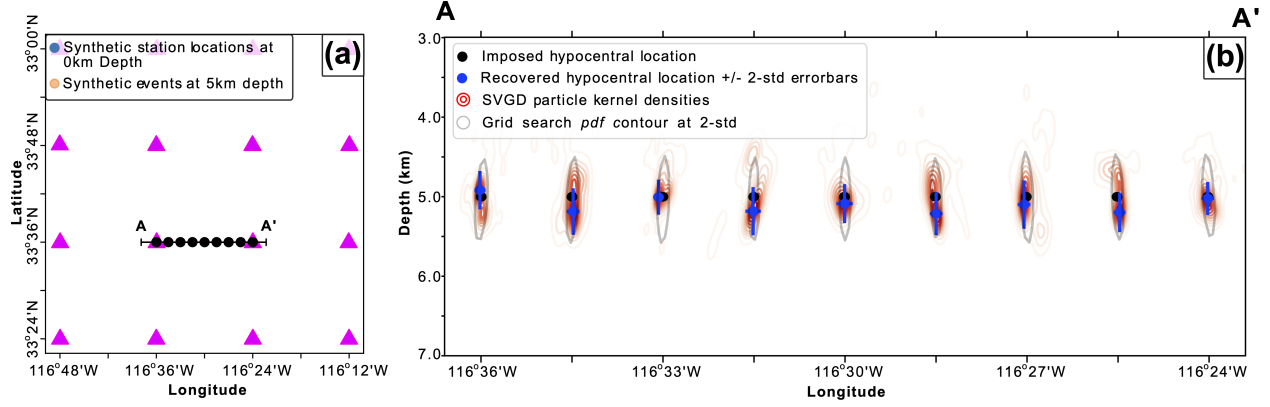 (a)
Synthetic station locations at
0km Depth
Synthetic events at 5km depth
33°00'N
33°48'N
33°36'N
33°24'N
Latitude
A
A'
116°48'W
116°36'W
116°24'W
116°12'W
Longitude
A
A'
(b)
Imposed hypocentral location
Recovered hypocentral location +/- 2-std errorbars
SVGD particle kernel densities
Grid search pdf contour at 2-std
3.0
4.0
5.0
6.0
7.0
Depth (km)
116°36'W
116°33'W
116°30'W
116°27'W
116°24'W
Longitude